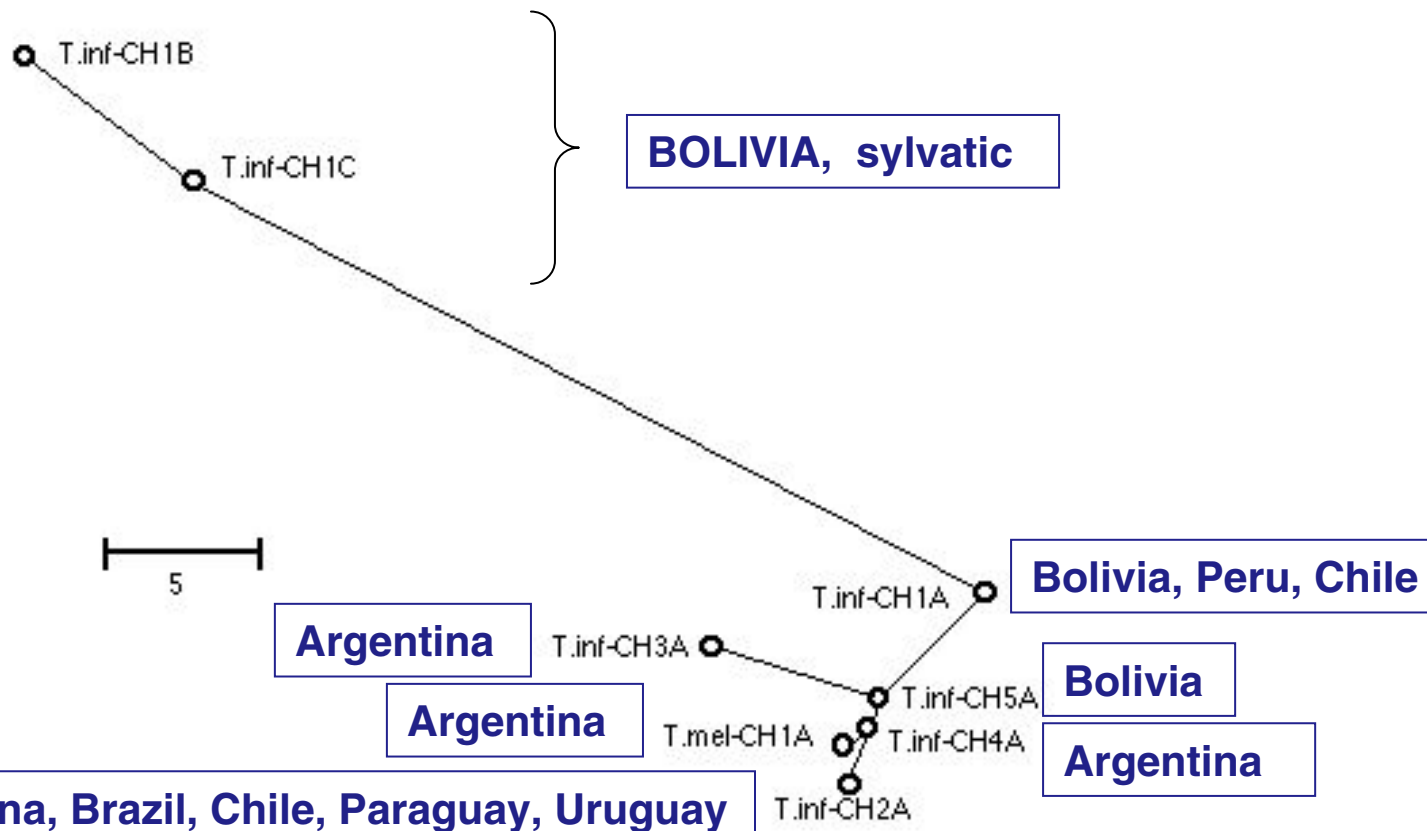 T.inf-CH1B
BOLIVIA, sylvatic
T.inf-CH1C
5
T.inf-CH1A
Bolivia, Peru, Chile
Argentina
T.inf-CH3A
T.inf-CH5A
Bolivia
Argentina
T.mel-CH1A
T.inf-CH4A
Argentina
Brazil, Chile, Paraguay, Uruguay
T.inf-CH2A